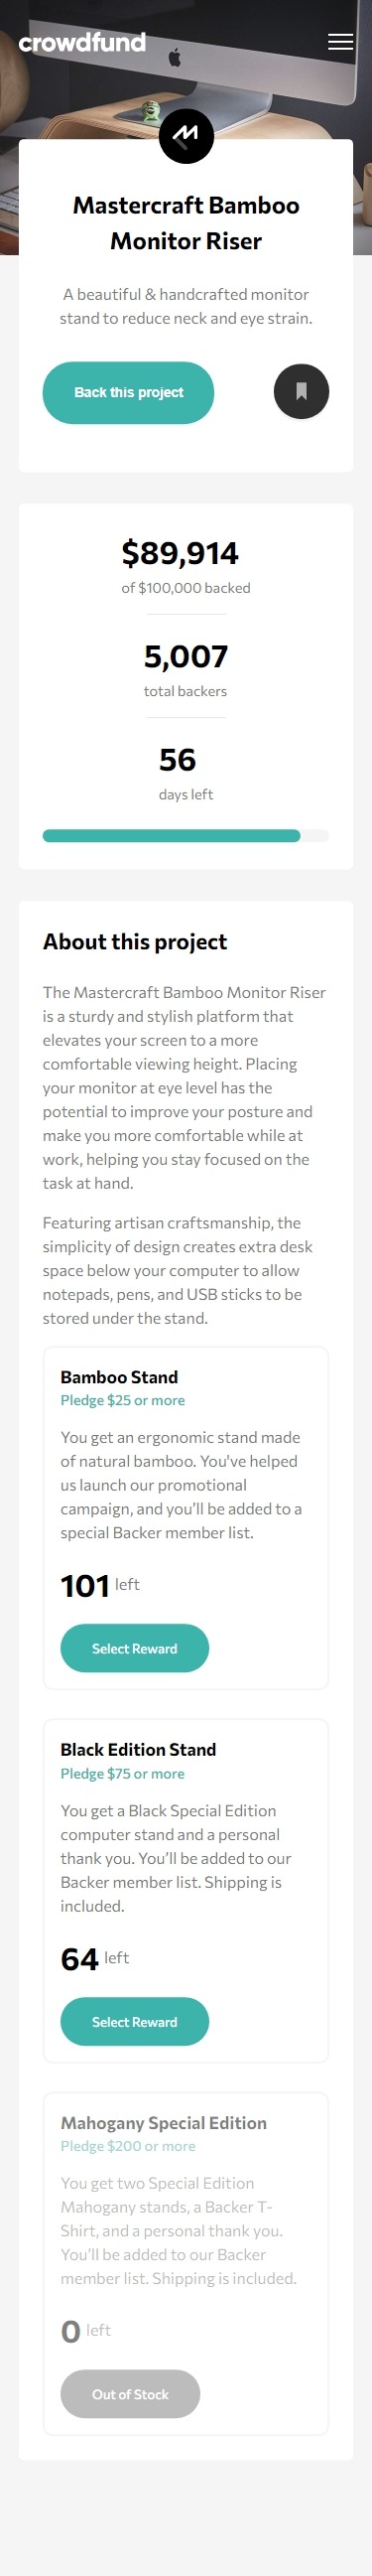 crowdfund
Mastercraft Bamboo
Monitor Riser
A beautiful & handcrafted monitor
stand to reduce neck and eye strain.
Back this project
$89,914
of $100,000 backed
5,007
total backers
56
days left
About this project
The Mastercraft Bamboo Monitor Riser
is a sturdy and stylish platform that
elevates your screen to a more
comfortable viewing height. Placing
your monitor at eye level has the
potential to improve your posture and
make you more comfortable while at
work, helping you stay focused on the
task at hand.
Featuring artisan craftsmanship, the
simplicity of design creates extra desk
space below your computer to allow
notepads, pens, and USB sticks to be
stored under the stand.
Bamboo Stand
Pledge $25 or more
You get an ergonomic stand made
of natural bamboo. You've helped
us launch our promotional
campaign, and you’ll be added to a
special Backer member list.
101 left
Select Reward
Black Edition Stand
Pledge $75 or more
You get a Black Special Edition
computer stand and a personal
thank you. You’ll be added to our
Backer member list. Shipping is
included.
64 left
Select Reward
Mahogany Special Edition
Pledge $200 or more
You get two Special Edition
Mahogany stands, a Backer T-
Shirt, and a personal thank you.
You’ll be added to our Backer
member list. Shipping is included.
0 left
Out of Stock